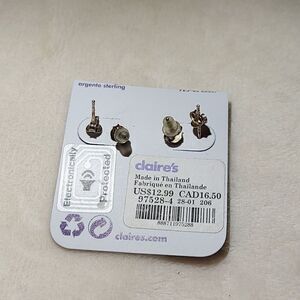 argento sterling
claire's
Made in Thailand
Fabriqué en Thaïlande
US$12.99 CAD16.50
97528-4 28-01 206
888711975288
Electronically
Protected
claires.com